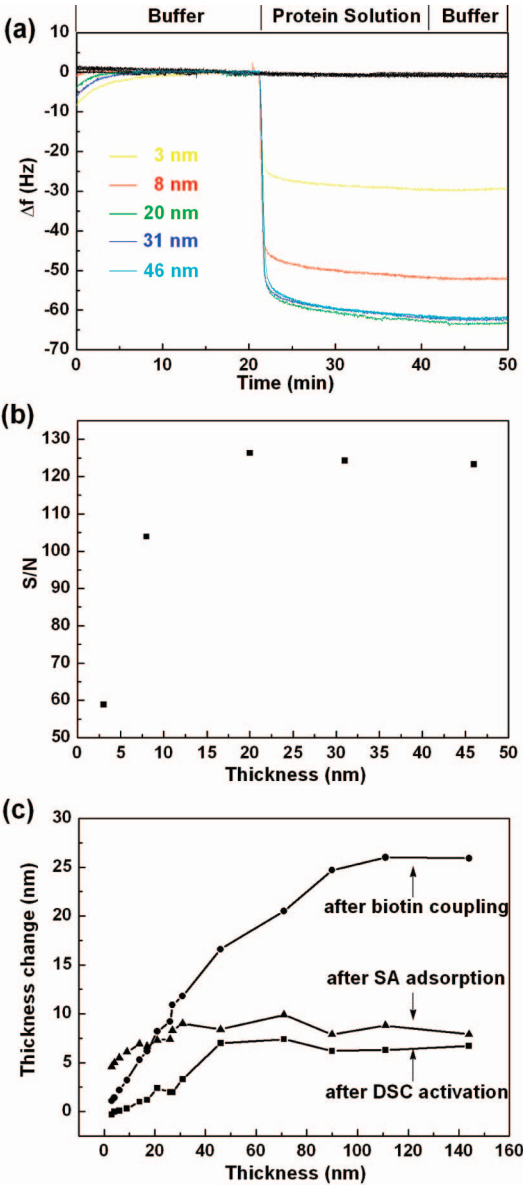 Buffer Protein Solution Buffer
(a)
10
0
-10
-20
-30
-40
-50
-60
-70
Δf (Hz)
3 nm
8 nm
20 nm
31 nm
46 nm
0 10 20 30 40 50
Time (min)
(b)
130
120
110
100
90
80
70
60
50
S/N
0 5 10 15 20 25 30 35 40 45 50
Thickness (nm)
(c)
30
25
20
15
10
5
0
Thickness change (nm)
after biotin coupling
after SA adsorption
after DSC activation
0 20 40 60 80 100 120 140 160
Thickness (nm)